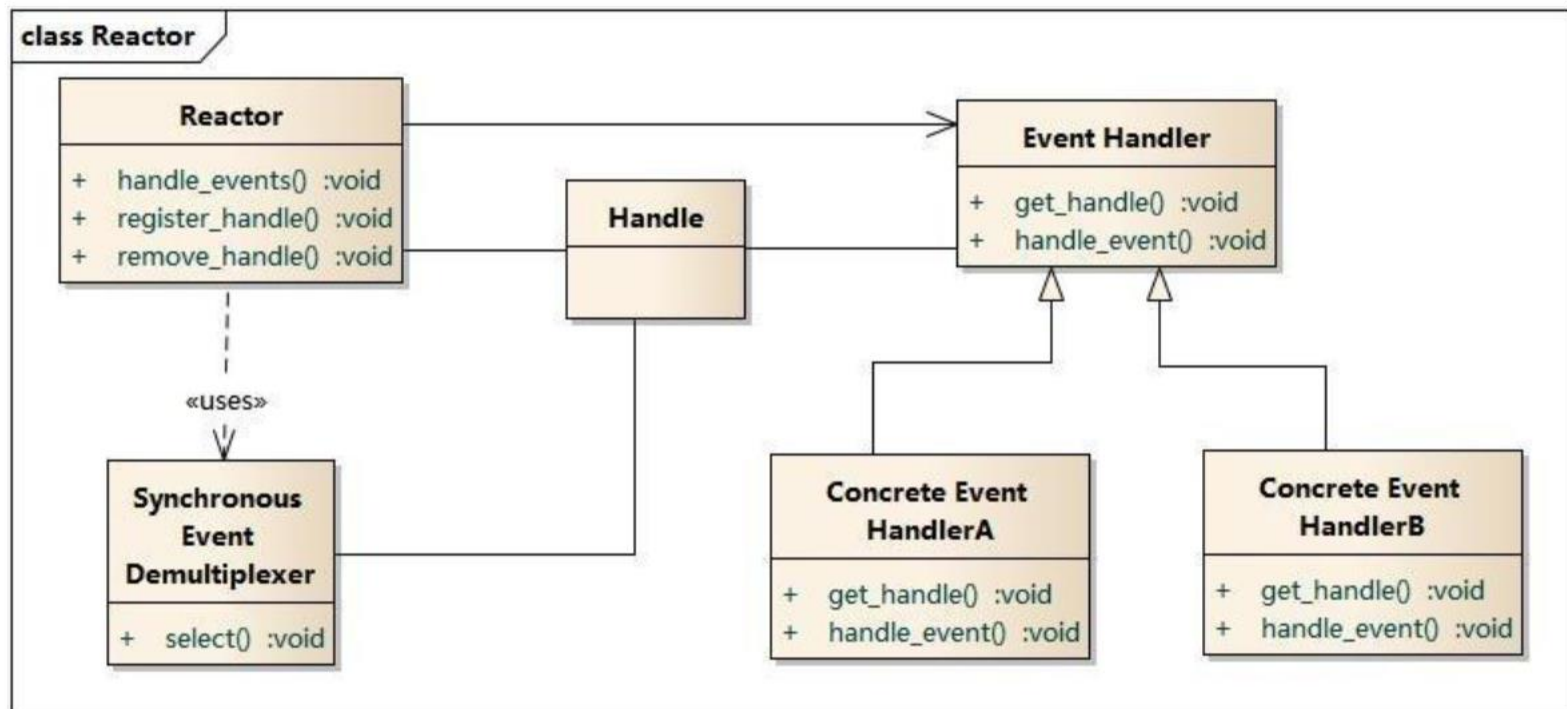 class Reactor
Reactor
+ handle_events() :void
+ register_handle() :void
+ remove_handle() :void
Handle
Event Handler
+ get_handle() :void
+ handle_event() :void
«uses»
Synchronous
Event
Demultiplexer
+ select() :void
Concrete Event
HandlerA
+ get_handle() :void
+ handle_event() :void
Concrete Event
HandlerB
+ get_handle() :void
+ handle_event() :void